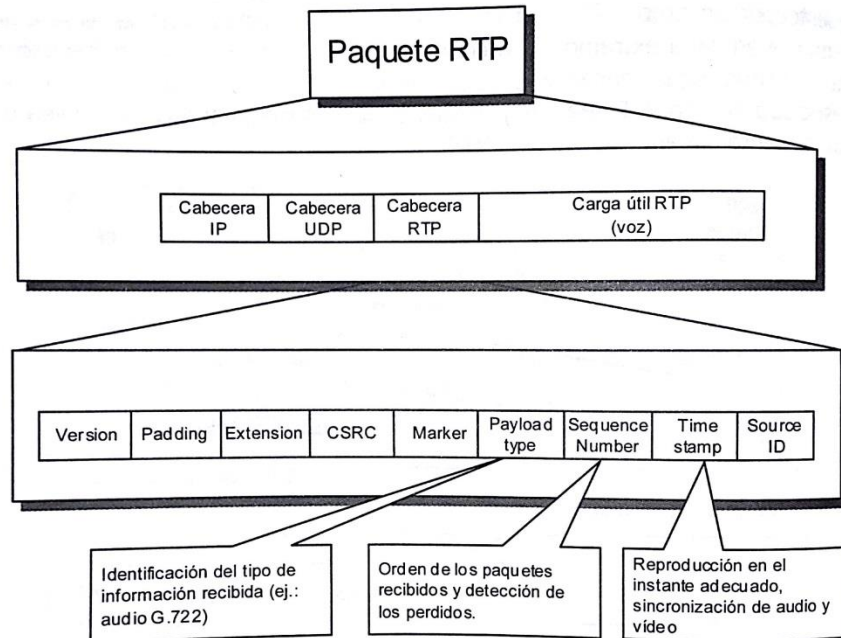 Paquete RTP
Cabecera
IP
Cabecera
UDP
Cabecera
RTP
Carga útil RTP
(voz)
Version
Padding
Extension
CSRC
Marker
Payload
type
Sequence
Number
Time
stamp
Source
ID
Identificación del tipo de
información recibida (ej.:
audio G.722)
Orden de los paquetes
recibidos y detección de
los perdidos.
Reproducción en el
instante adecuado,
sincronización de audio y
vídeo